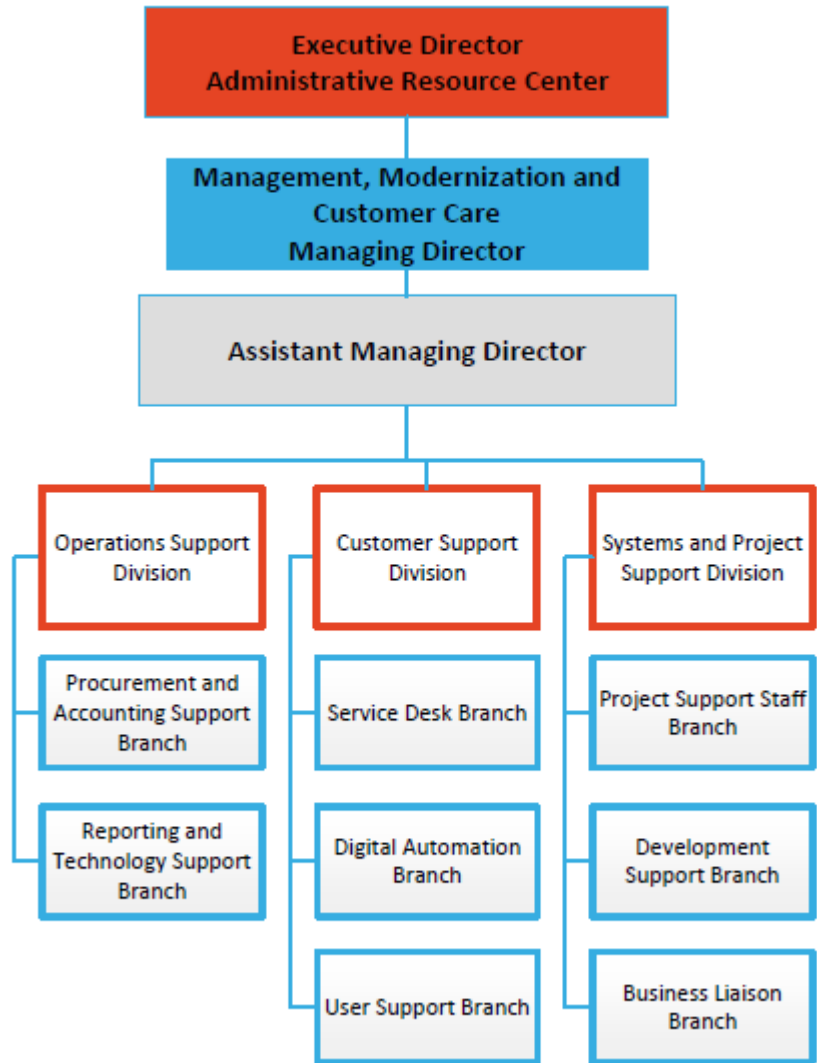 Executive Director
Administrative Resource Center
Management, Modernization and
Customer Care
Managing Director
Assistant Managing Director
Operations Support
Division
Procurement and
Accounting Support
Branch
Reporting and
Technology Support
Branch
Customer Support
Division
Service Desk Branch
Digital Automation
Branch
User Support Branch
Systems and Project
Support Division
Project Support Staff
Branch
Development
Support Branch
Business Liaison
Branch